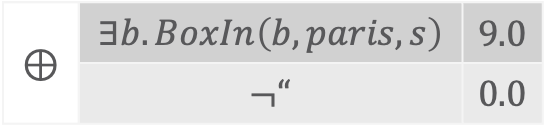 ⊕ ∃b.BoxIn(b, paris, s) 9.0
¬“ 0.0